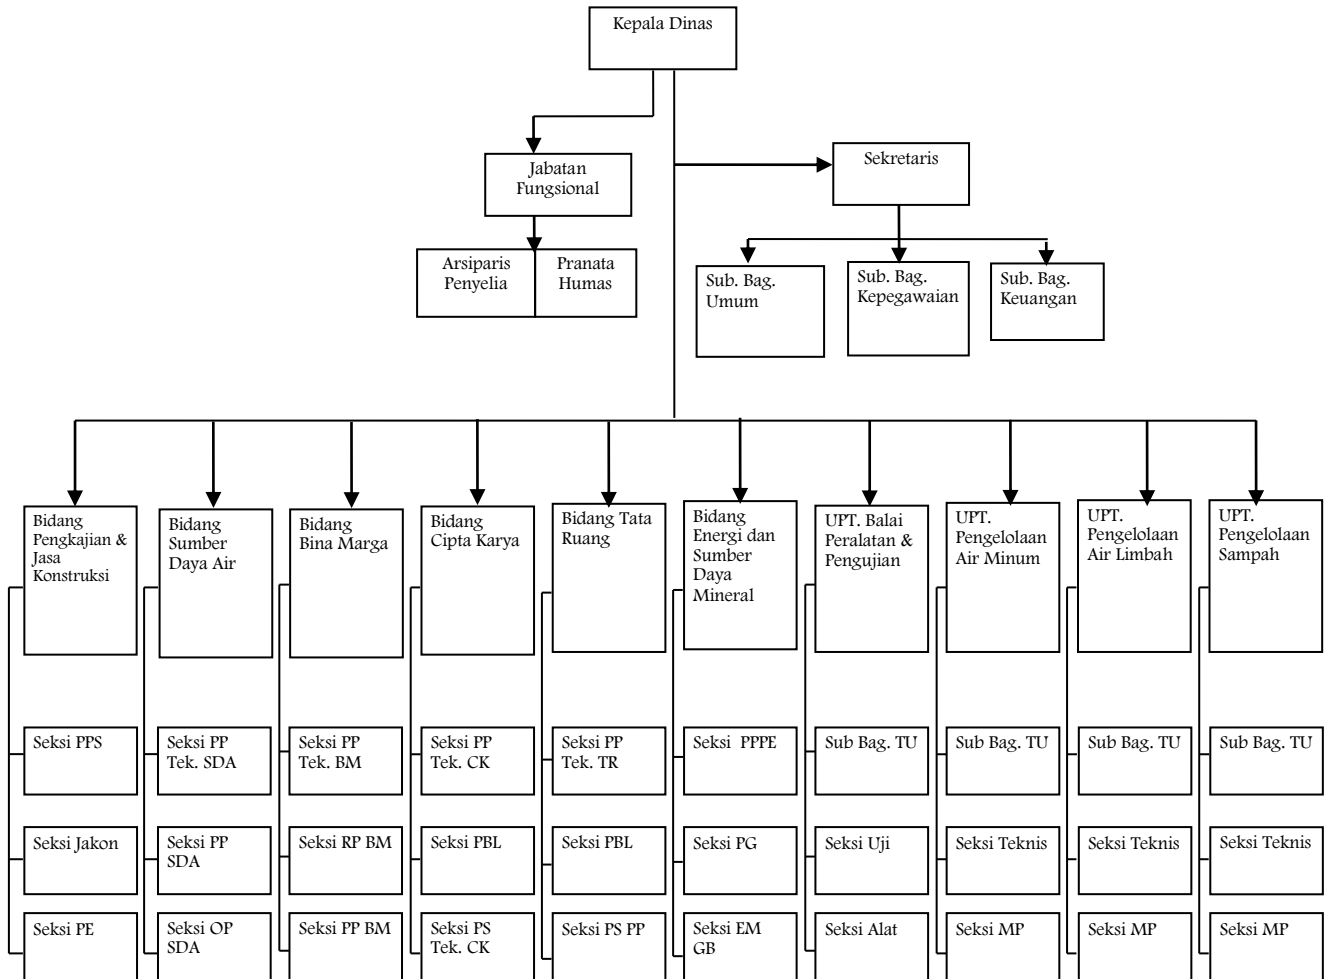 Kepala Dinas
Jabatan
Fungsional
Sekretaris
Arsiparis
Penyelia
Pranata
Humas
Sub. Bag.
Umum
Sub. Bag.
Kepegawaian
Sub. Bag.
Keuangan
Bidang
Pengkajian &
Jasa
Konstruksi
Bidang
Sumber
Daya Air
Bidang
Bina Marga
Bidang
Cipta Karya
Bidang Tata
Ruang
Bidang
Energi dan
Sumber
Daya
Mineral
UPT. Balai
Peralatan &
Pengujian
UPT.
Pengelolaan
Air Minum
UPT.
Pengelolaan
Air Limbah
UPT.
Pengelolaan
Sampah
Seksi PPS
Seksi PP
Tek. SDA
Seksi PP
Tek. BM
Seksi PP
Tek. CK
Seksi PP
Tek. TR
Seksi PPPE
Sub Bag. TU
Sub Bag. TU
Sub Bag. TU
Sub Bag. TU
Seksi Jakon
Seksi PP
SDA
Seksi RP BM
Seksi PBL
Seksi PBL
Seksi PG
Seksi Uji
Seksi Teknis
Seksi Teknis
Seksi Teknis
Seksi PE
Seksi OP
SDA
Seksi PP BM
Seksi PS
Tek. CK
Seksi PS PP
Seksi EM
GB
Seksi Alat
Seksi MP
Seksi MP
Seksi MP